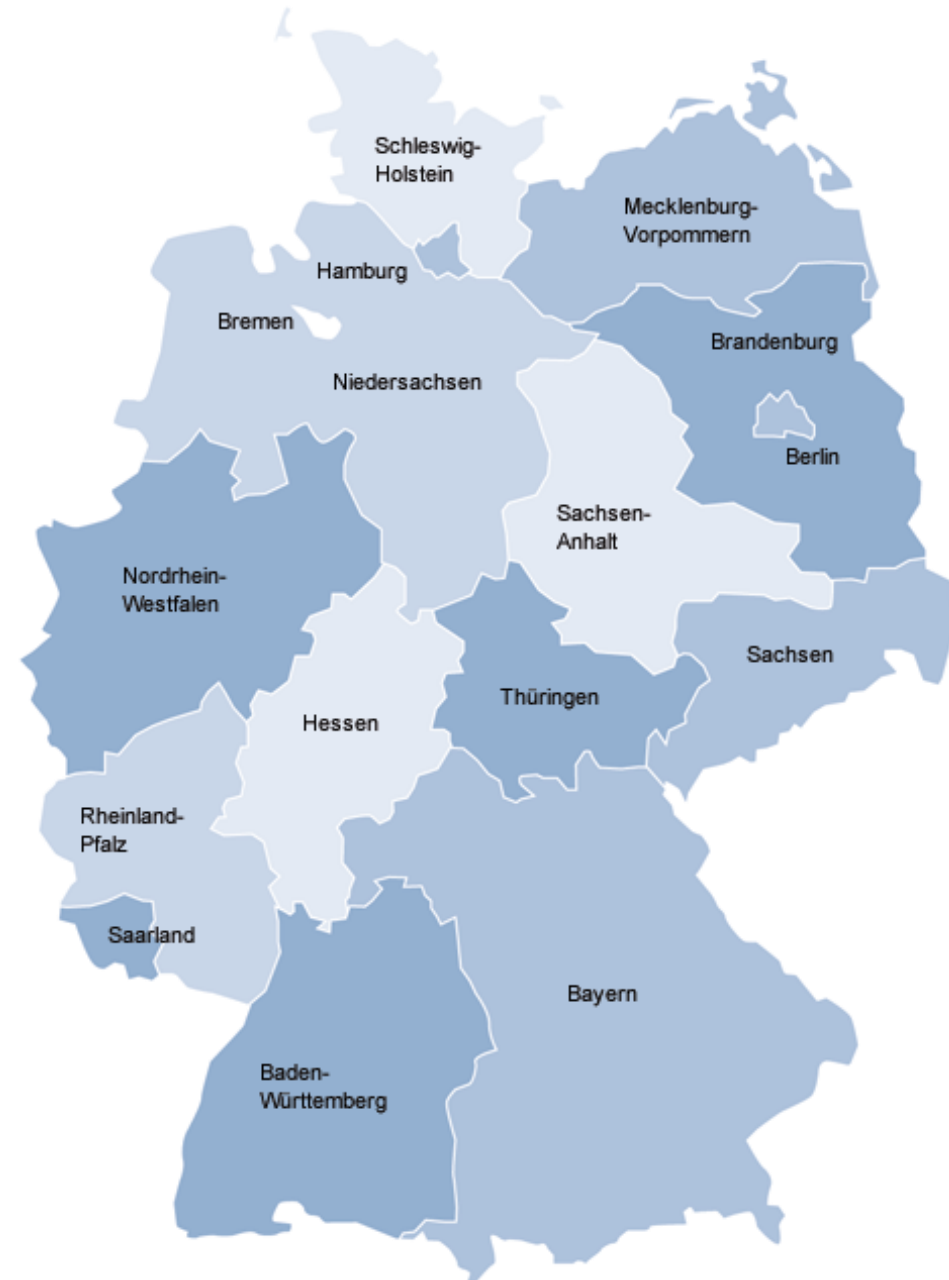 Schleswig-
Holstein
Mecklenburg-
Vorpommern
Hamburg
Bremen
Brandenburg
Niedersachsen
Berlin
Sachsen-
Anhalt
Nordrhein-
Westfalen
Sachsen
Thüringen
Hessen
Rheinland-
Pfalz
Saarland
Bayern
Baden-
Württemberg